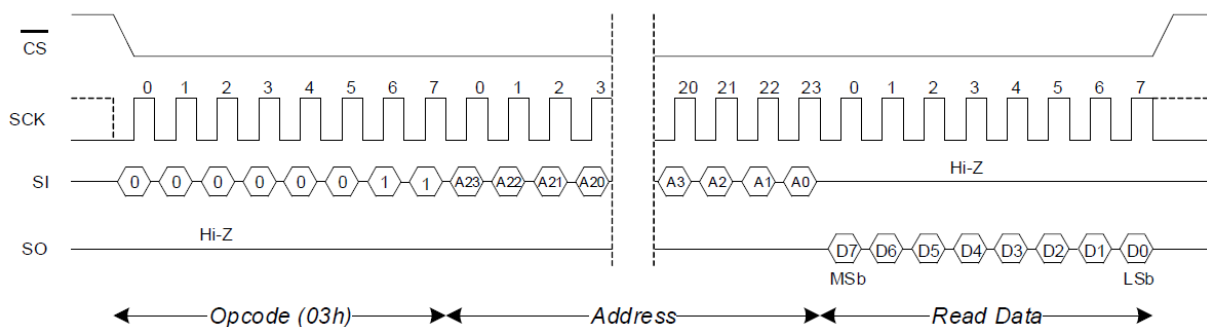 CS
0 1 2 3 4 5 6 7 0 1 2 3 20 21 22 23 0 1 2 3 4 5 6 7
SCK
Hi-Z
SI 0 0 0 0 0 0 1 1 A23 A22 A21 A20 A3 A2 A1 A0
Hi-Z
SO D7 D6 D5 D4 D3 D2 D1 D0
MSb LSb
Opcode (03h) Address Read Data